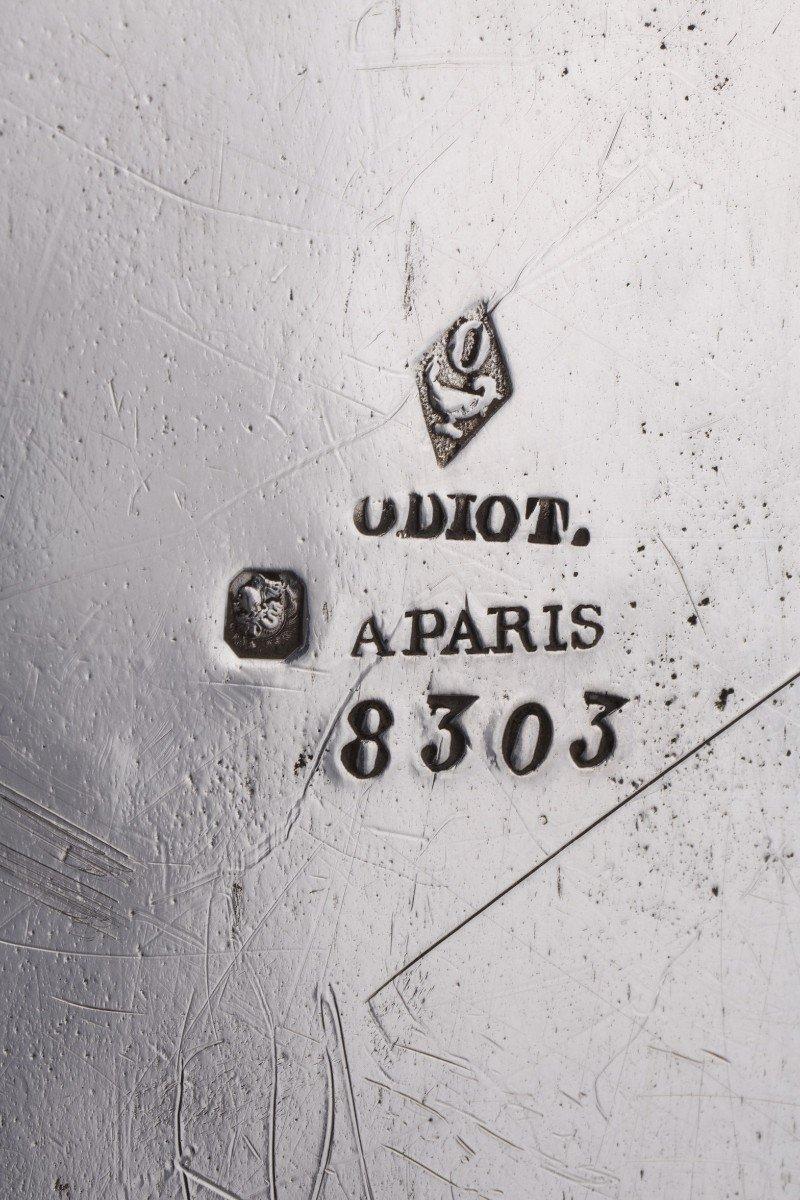 O
ODIOT.
A PARIS
8303